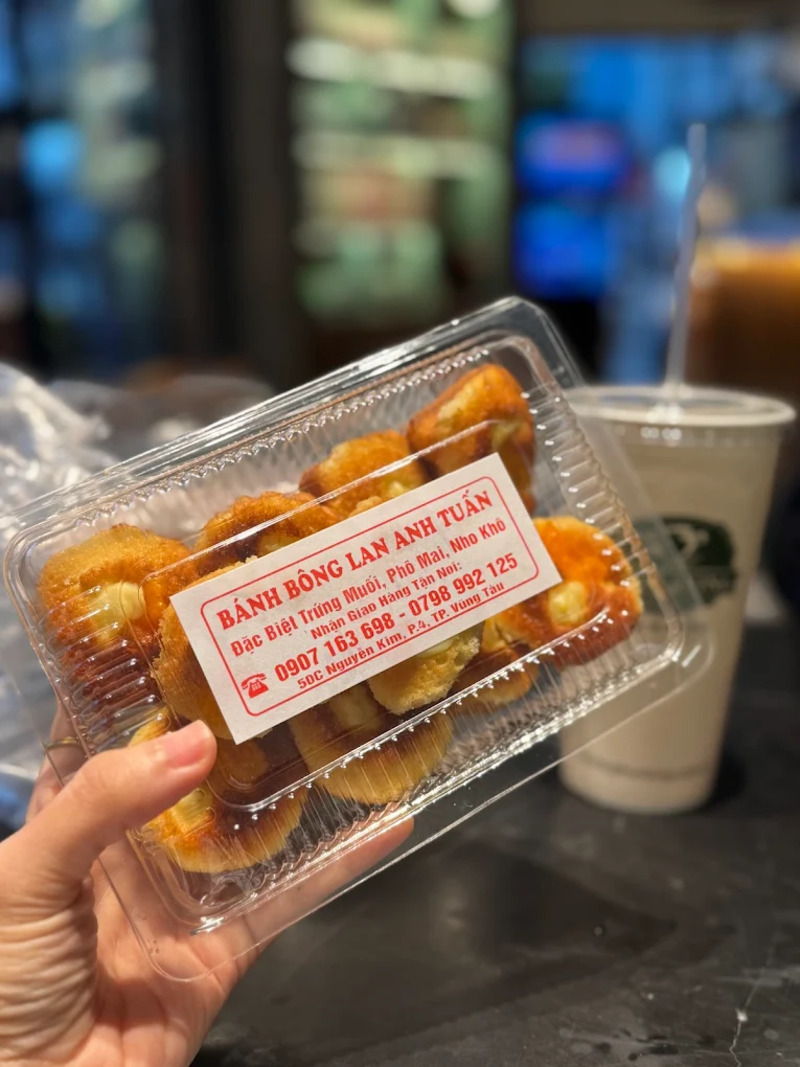 BÁNH BÔNG LAN ANH TUẤN
Đặc Biệt Trứng Muối, Phô Mai, Nho Khô
Nhận Giao Hàng Tận Nơi:
0907 163 698 - 0798 992 125
50C Nguyễn Kim, P.4, TP. Vũng Tàu